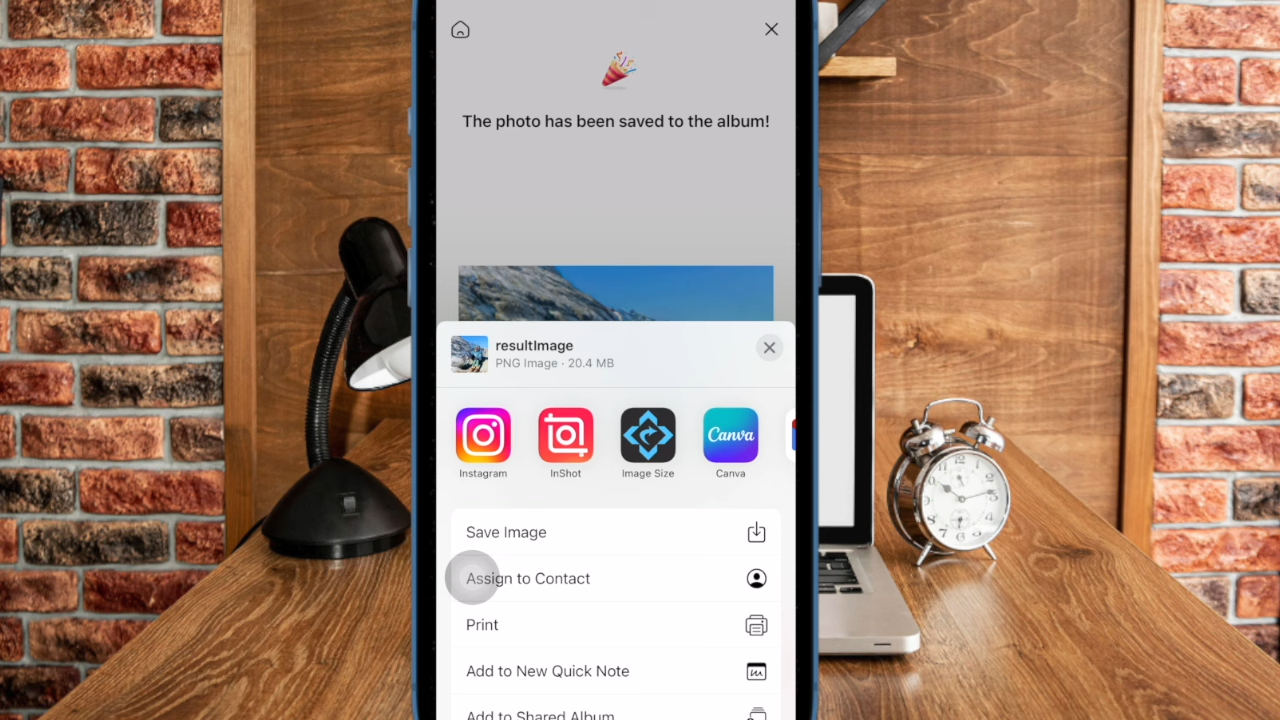 The photo has been saved to the album!
resultImage
PNG Image · 20.4 MB
Canva
Instagram
InShot
Image Size
Canva
Save Image
Assign to Contact
Print
Add to New Quick Note
Add to Shared Album